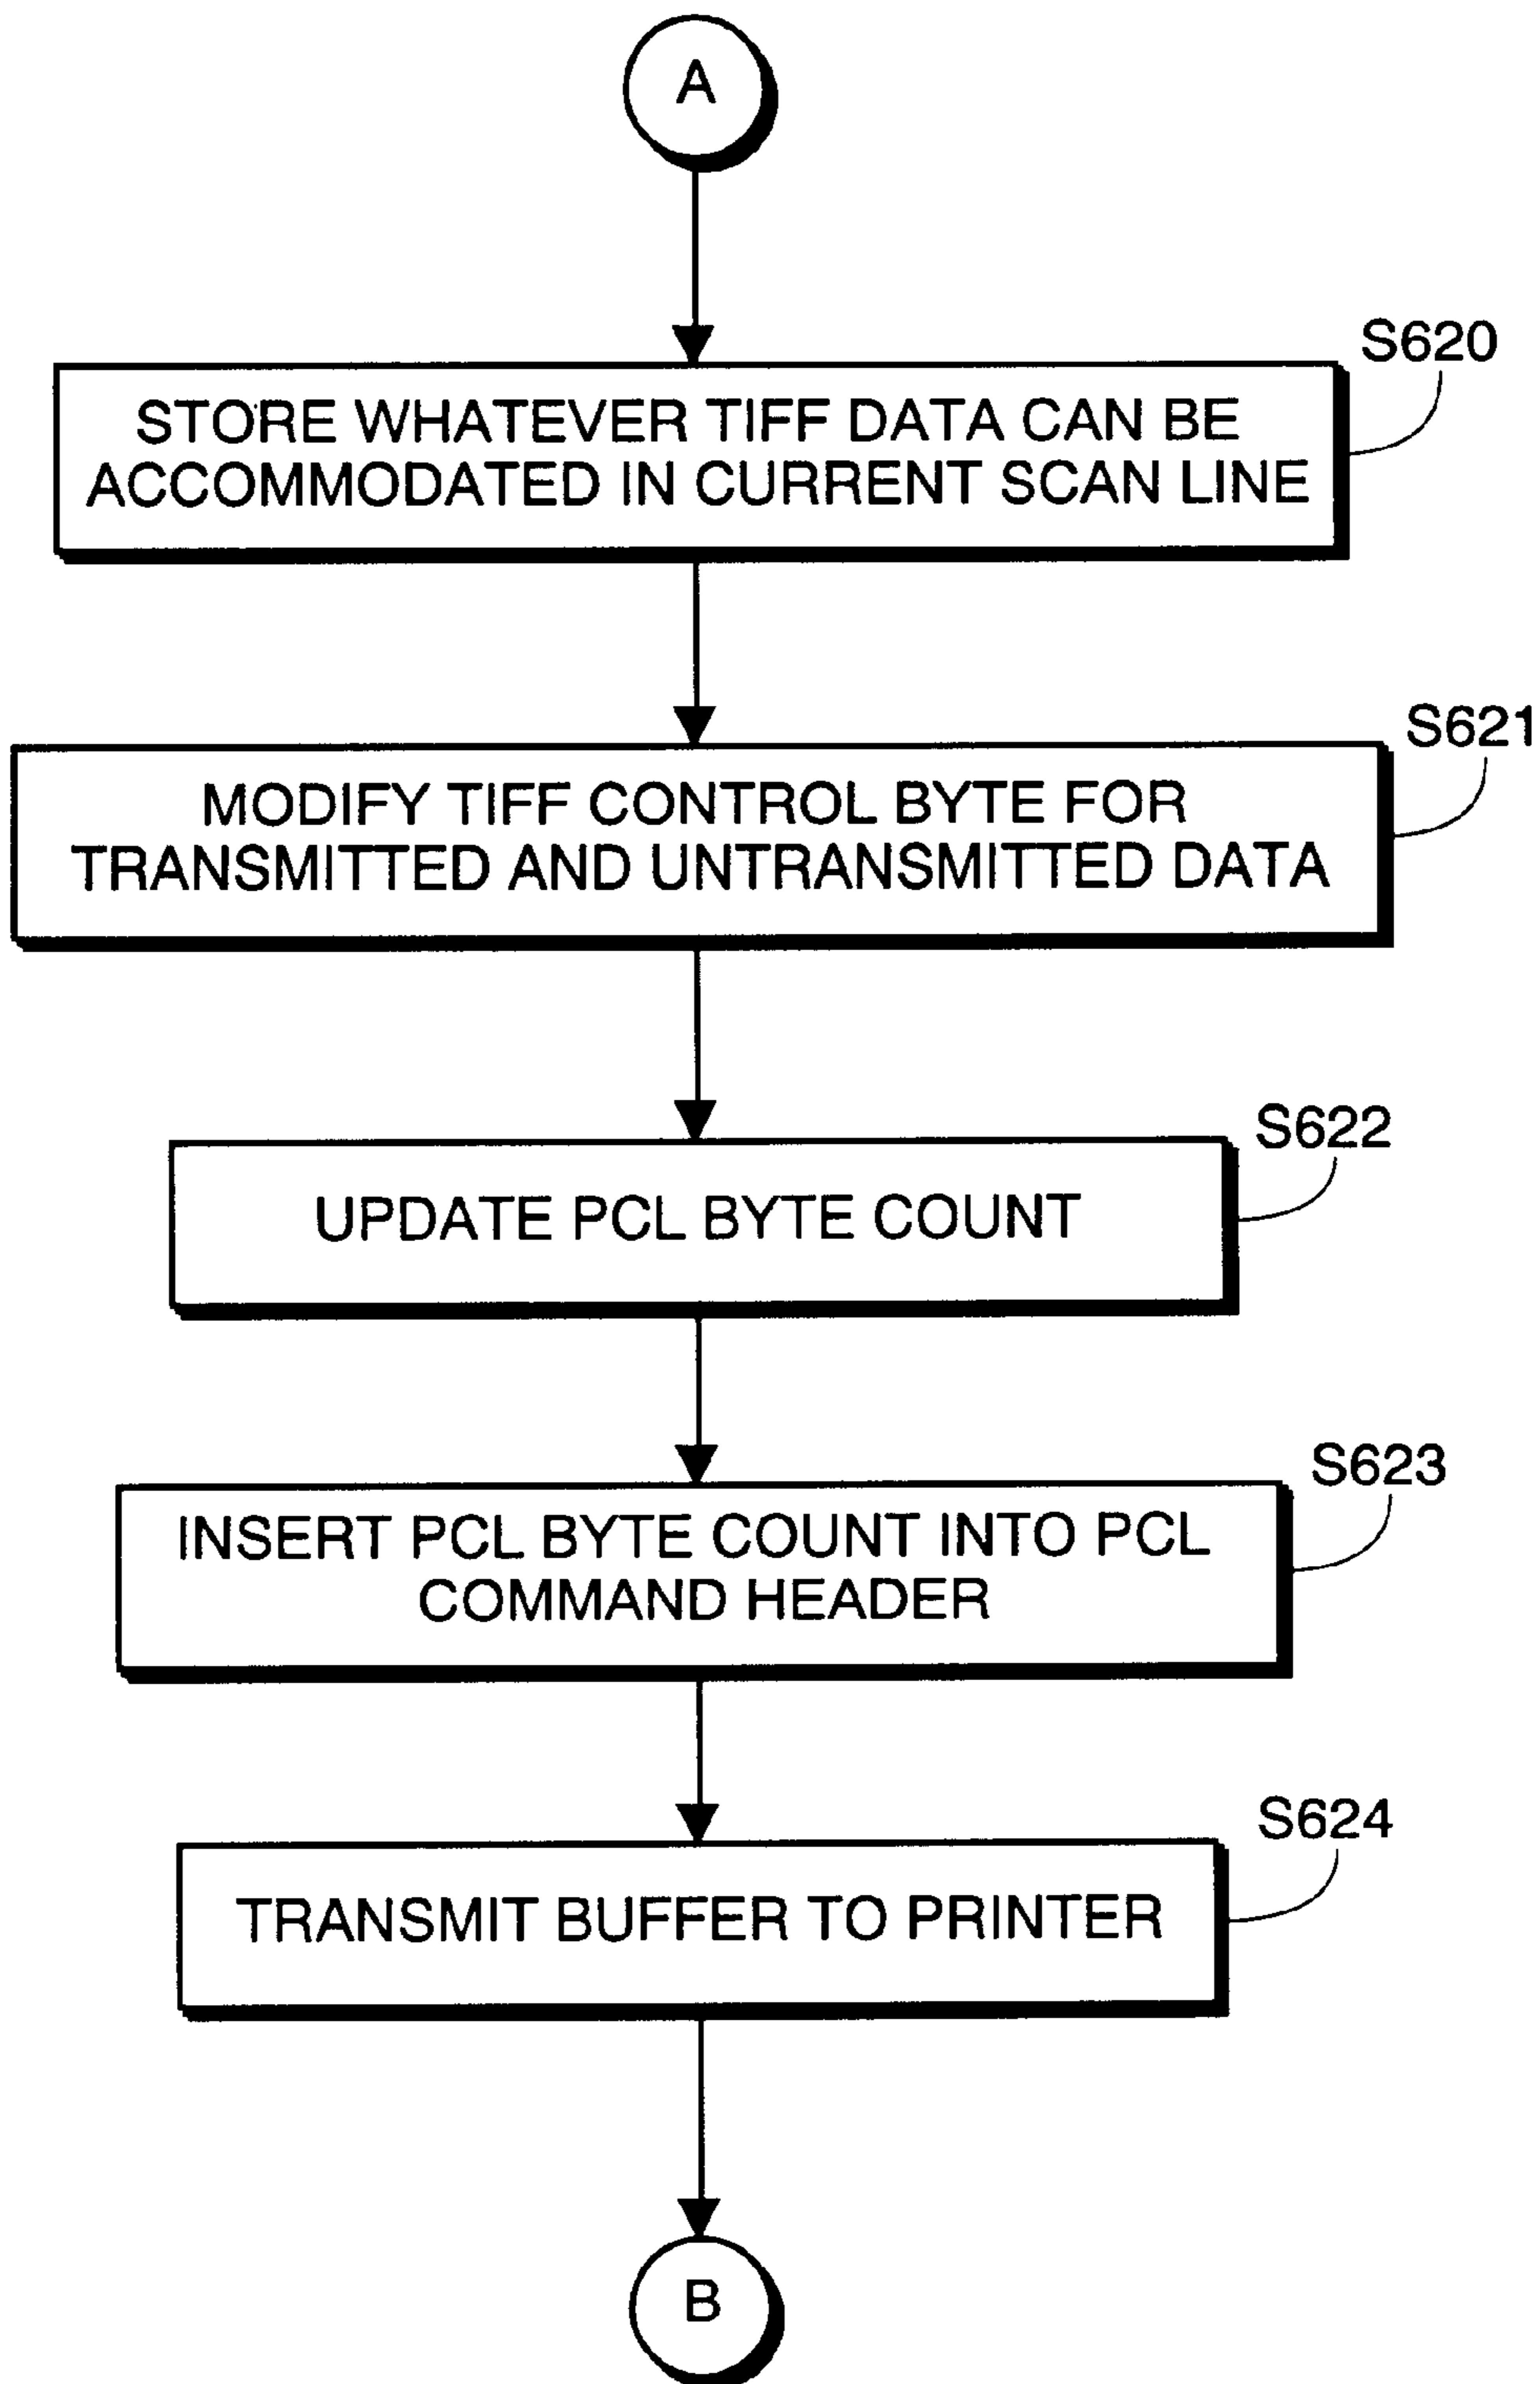 A
S620
STORE WHATEVER TIFF DATA CAN BE
ACCOMMODATED IN CURRENT SCAN LINE
S621
MODIFY TIFF CONTROL BYTE FOR
TRANSMITTED AND UNTRANSMITTED DATA
S622
UPDATE PCL BYTE COUNT
S623
INSERT PCL BYTE COUNT INTO PCL
COMMAND HEADER
S624
TRANSMIT BUFFER TO PRINTER
B